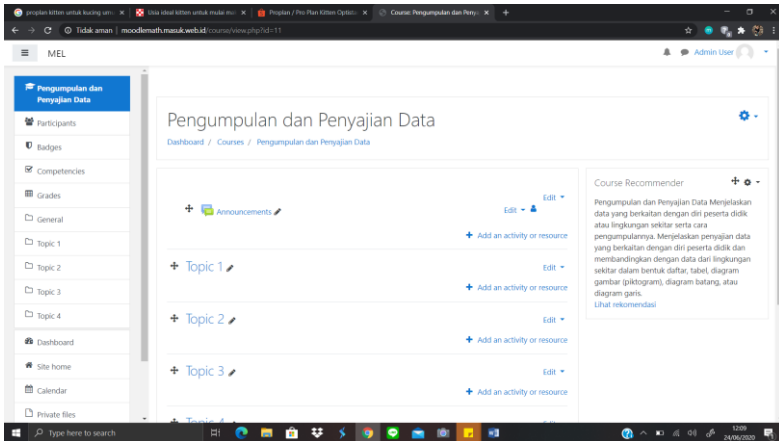 proplan kitten untuk kucing umu
Usia ideal kitten untuk mulai mak
Proplan / Pro Plan Kitten Optista
Course: Pengumpulan dan Penya
Tidak aman | moodlemath.masuk.web.id/course/view.php?id=11
MEL
Admin User
Pengumpulan dan
Penyajian Data
Participants
Badges
Competencies
Grades
General
Topic 1
Topic 2
Topic 3
Topic 4
Dashboard
Site home
Calendar
Private files
Pengumpulan dan Penyajian Data
Dashboard / Courses / Pengumpulan dan Penyajian Data
Edit
Announcements
Edit
+ Add an activity or resource
Topic 1
Edit
+ Add an activity or resource
Topic 2
Edit
+ Add an activity or resource
Topic 3
Edit
+ Add an activity or resource
Topic 4
Edit
Course Recommender
Pengumpulan dan Penyajian Data Menjelaskan
data yang berkaitan dengan diri peserta didik
atau lingkungan sekitar serta cara
pengumpulannya. Menjelaskan penyajian data
yang berkaitan dengan diri peserta didik dan
membandingkan dengan data dari lingkungan
sekitar dalam bentuk daftar, tabel, diagram
gambar (piktogram), diagram batang, atau
diagram garis.
Lihat rekomendasi
Type here to search
12:09
24/06/2020